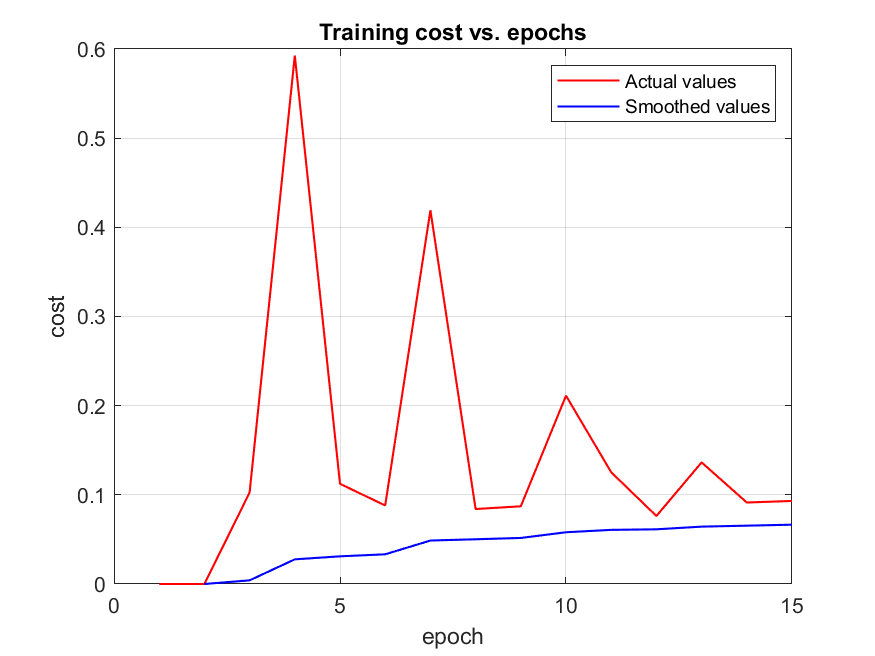 Training cost vs. epochs
Actual values
Smoothed values
0.6
0.5
0.4
0.3
0.2
0.1
0
cost
0 5 10 15
epoch